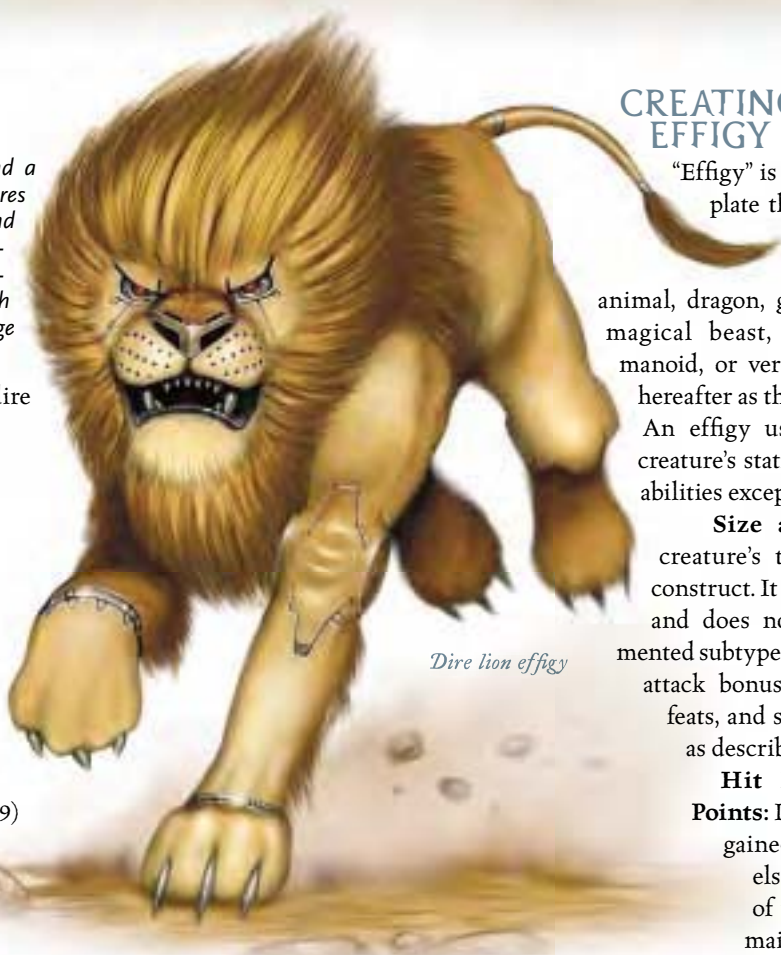 d a
res
nd
-
-
h
ge
ire
9)
Dire lion effigy
CREATING
EFFIGY
“Effigy” is
plate th
animal, dragon, g
magical beast,
manoid, or ver
hereafter as th
An effigy us
creature’s stat
abilities excep
Size a
creature’s t
construct. It
and does no
mented subtype
attack bonus
feats, and s
as describ
Hit
Points: D
gaine
els
of
mai